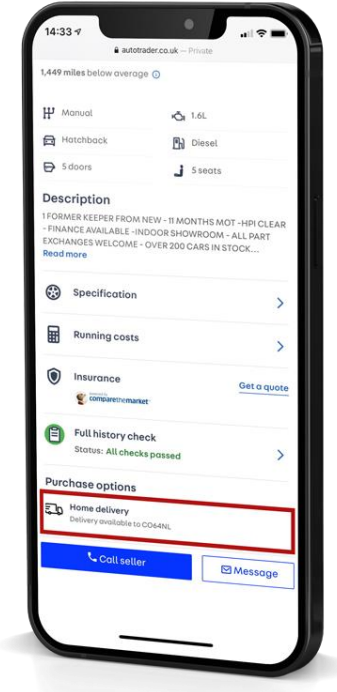 14:33
autotrader.co.uk — Private
1,449 miles below average
Manual
1.6L
Hatchback
Diesel
5 doors
5 seats
Description
1 FORMER KEEPER FROM NEW - 11 MONTHS MOT -HPI CLEAR
- FINANCE AVAILABLE -INDOOR SHOWROOM - ALL PART
EXCHANGES WELCOME - OVER 200 CARS IN STOCK...
Read more
Specification
Running costs
Insurance
Get a quote
comparethemarket
Full history check
Status: All checks passed
Purchase options
Home delivery
Delivery available to CO64NL
Call seller
Message